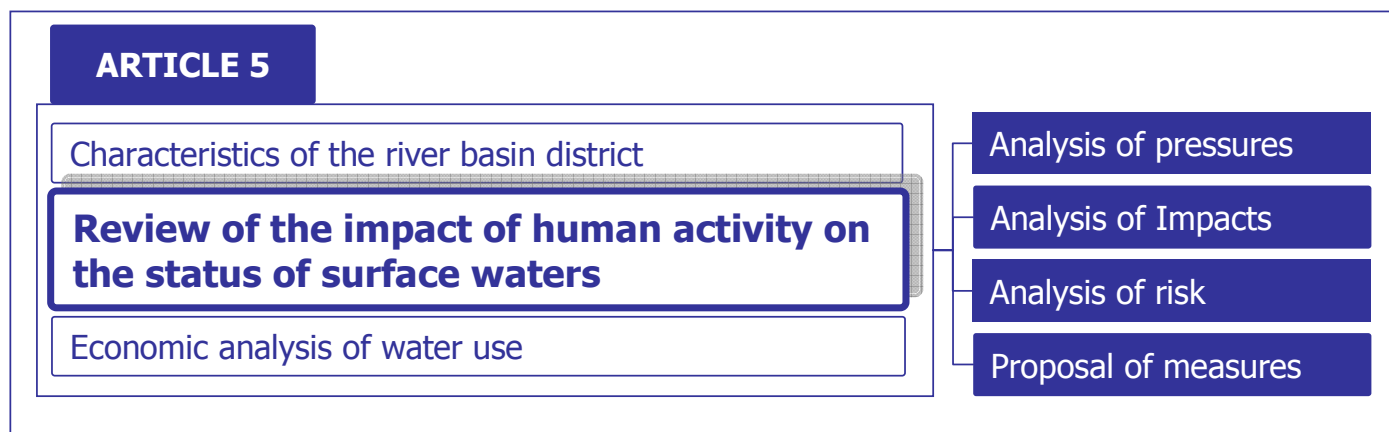 ARTICLE 5
Characteristics of the river basin district
Review of the impact of human activity on
the status of surface waters
Economic analysis of water use
Analysis of pressures
Analysis of Impacts
Analysis of risk
Proposal of measures